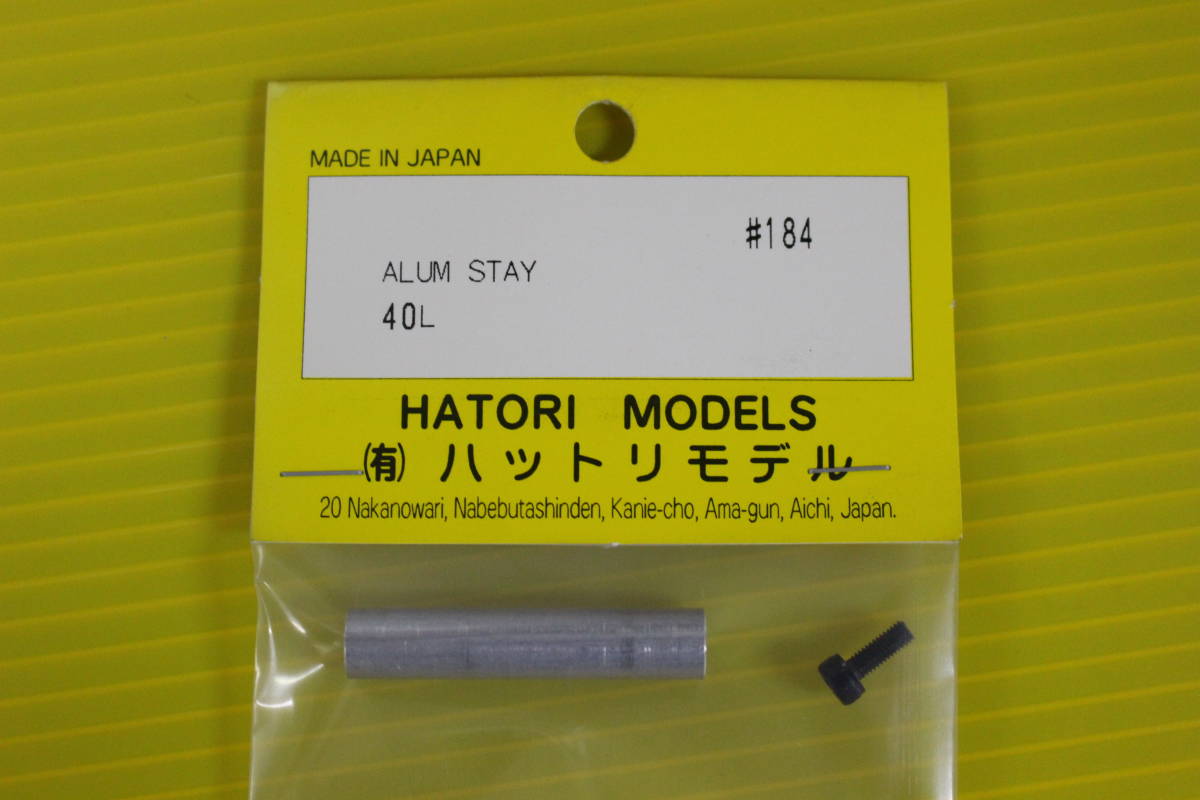 MADE IN JAPAN
#184
ALUM STAY
40L
HATORI MODELS
㈲ ハットリモデル
20 Nakanowari, Nabebutashinden, Kanie-cho, Ama-gun, Aichi, Japan.